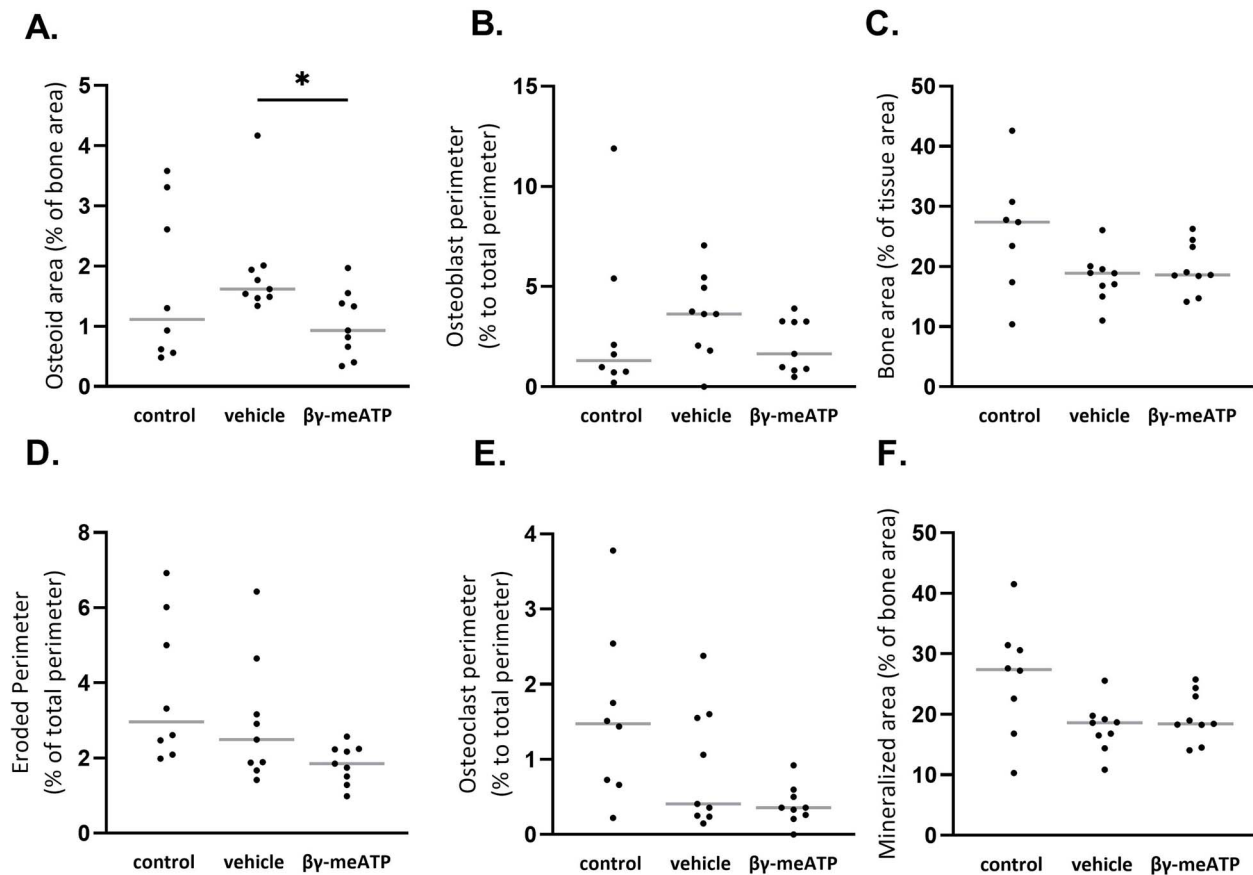 A.
Osteoid area (% of bone area)
5
4
3
2
1
0
*
control vehicle βγ-meATP
B.
Osteoblast perimeter
(% to total perimeter)
15
10
5
0
control vehicle βγ-meATP
C.
Bone area (% of tissue area)
50
40
30
20
10
0
control vehicle βγ-meATP
D.
Erodded Perimeter
(% of total perimeter)
8
6
4
2
0
control vehicle βγ-meATP
E.
Osteoclast perimeter
(% to total perimeter)
4
3
2
1
0
control vehicle βγ-meATP
F.
Mineralized area (% of bone area)
50
40
30
20
10
0
control vehicle βγ-meATP